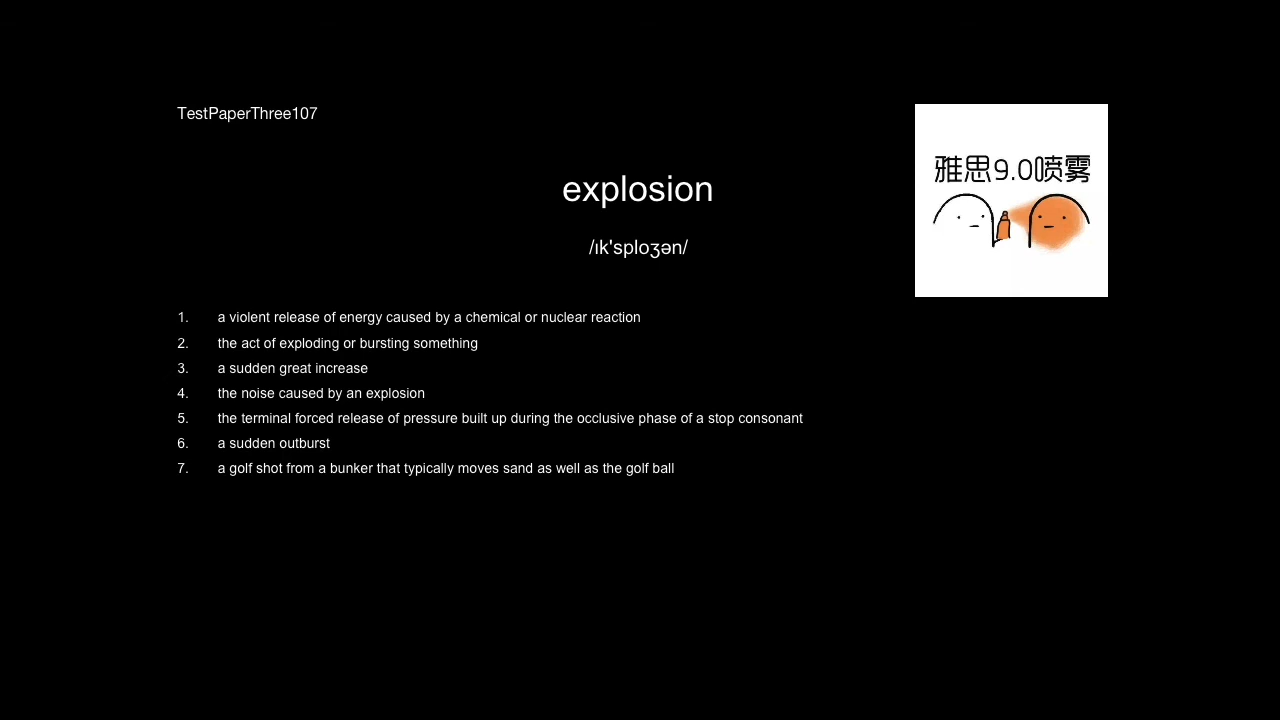 TestPaperThree107
雅思9.0喷雾
explosion
/ɪk'sploʒən/
1. a violent release of energy caused by a chemical or nuclear reaction
2. the act of exploding or bursting something
3. a sudden great increase
4. the noise caused by an explosion
5. the terminal forced release of pressure built up during the occlusive phase of a stop consonant
6. a sudden outburst
7. a golf shot from a bunker that typically moves sand as well as the golf ball